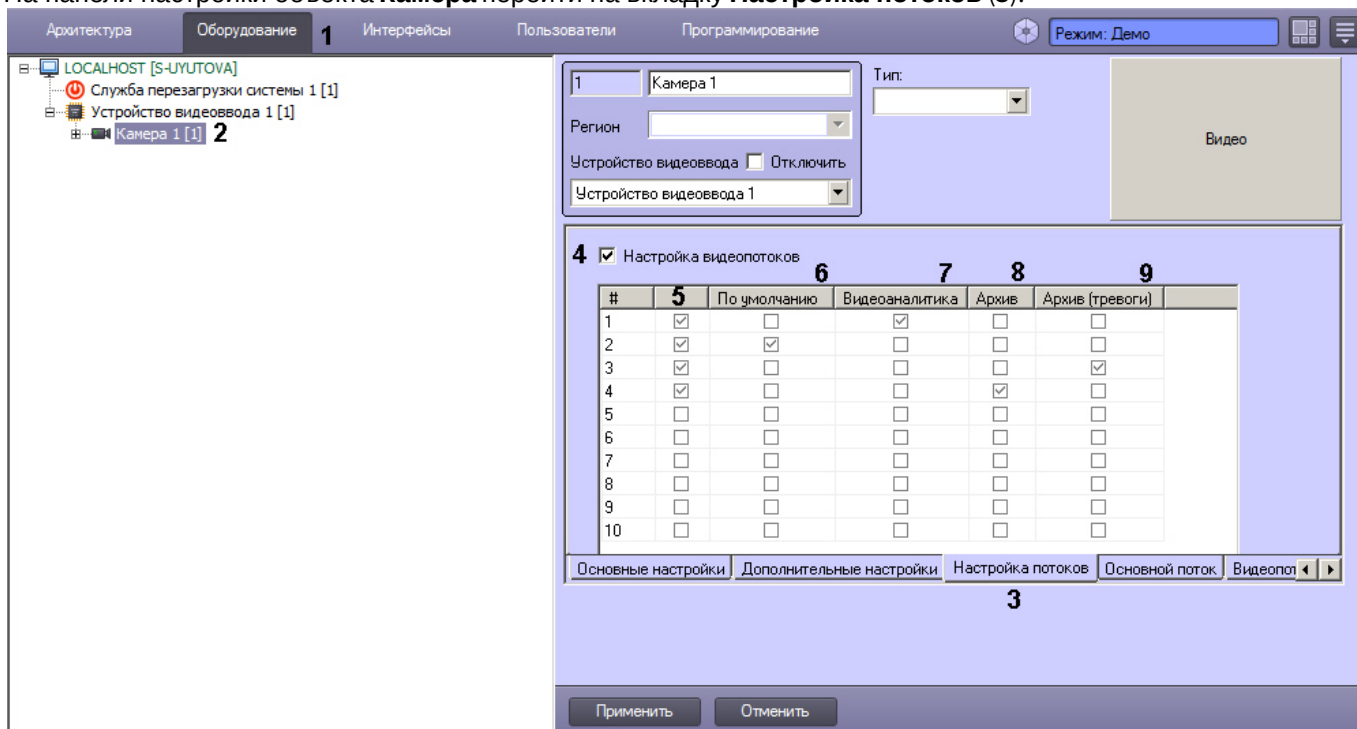 На панели настройки объекта Камера перейти на вкладку Настройка потоков (3).
Архитектура Оборудование 1 Интерфейсы Пользователи Программирование Режим: Демо
LOCALHOST [S-UYUTOVA]
Служба перезагрузки системы 1 [1]
Устройство видеоввода 1 [1]
Камера 1 [1] 2
1 Камера 1 Тип:
Регион
Видео
Устройство видеоввода Отключить
Устройство видеоввода 1
4 Настройка видеопотоков
6 7 8 9
# 5 По умолчанию Видеоаналитика Архив Архив (тревоги)
1
2
3
4
5
6
7
8
9
10
Основные настройки Дополнительные настройки Настройка потоков Основной поток Видеопот
3
Применить Отменить